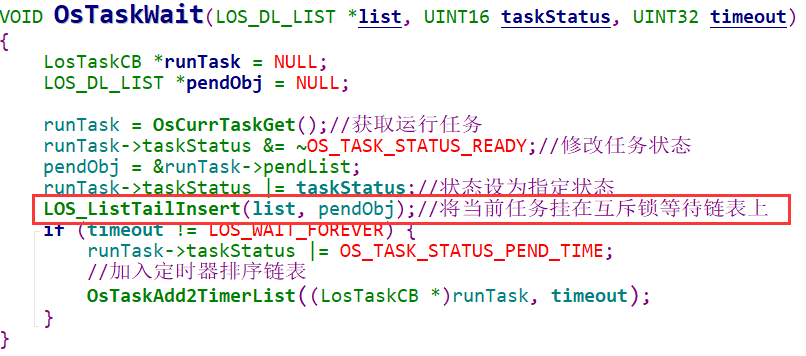 VOID OsTaskWait(LOS_DL_LIST *list, UINT16 taskStatus, UINT32 timeout)
{
    LosTaskCB *runTask = NULL;
    LOS_DL_LIST *pendObj = NULL;

    runTask = OsCurrTaskGet();//获取运行任务
    runTask->taskStatus &= ~OS_TASK_STATUS_READY;//修改任务状态
    pendObj = &runTask->pendList;
    runTask->taskStatus |= taskStatus;//状态设为指定状态
    LOS_ListTailInsert(list, pendObj);//将当前任务挂在互斥锁等待链表上
    if (timeout != LOS_WAIT_FOREVER) {
        runTask->taskStatus |= OS_TASK_STATUS_PEND_TIME;
        //加入定时器排序链表
        OsTaskAdd2TimerList((LosTaskCB *)runTask, timeout);
    }
}